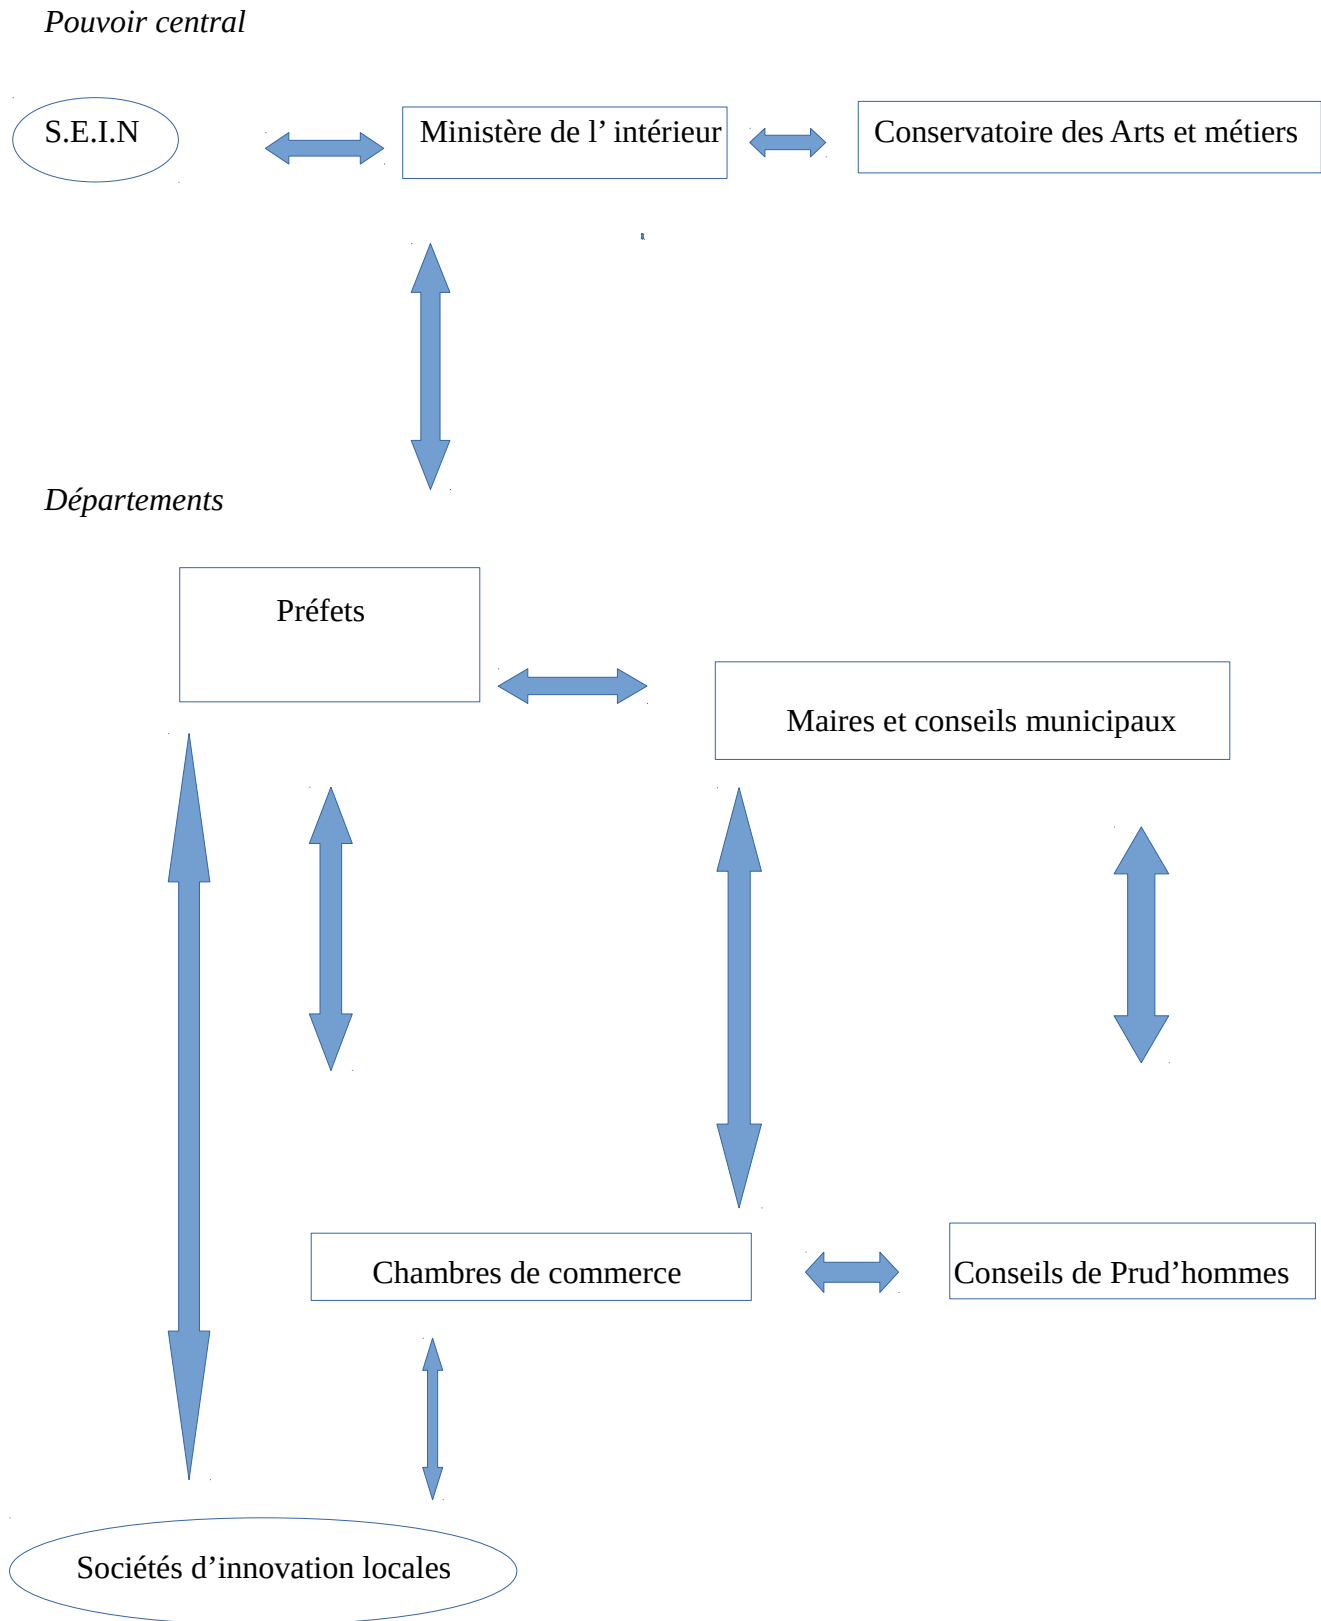 Pouvoir central
S.E.I.N
Ministère de l’ intérieur
Conservatoire des Arts et métiers
Départements
Préfets
Maires et conseils municipaux
Chambres de commerce
Conseils de Prud’hommes
Sociétés d’innovation locales